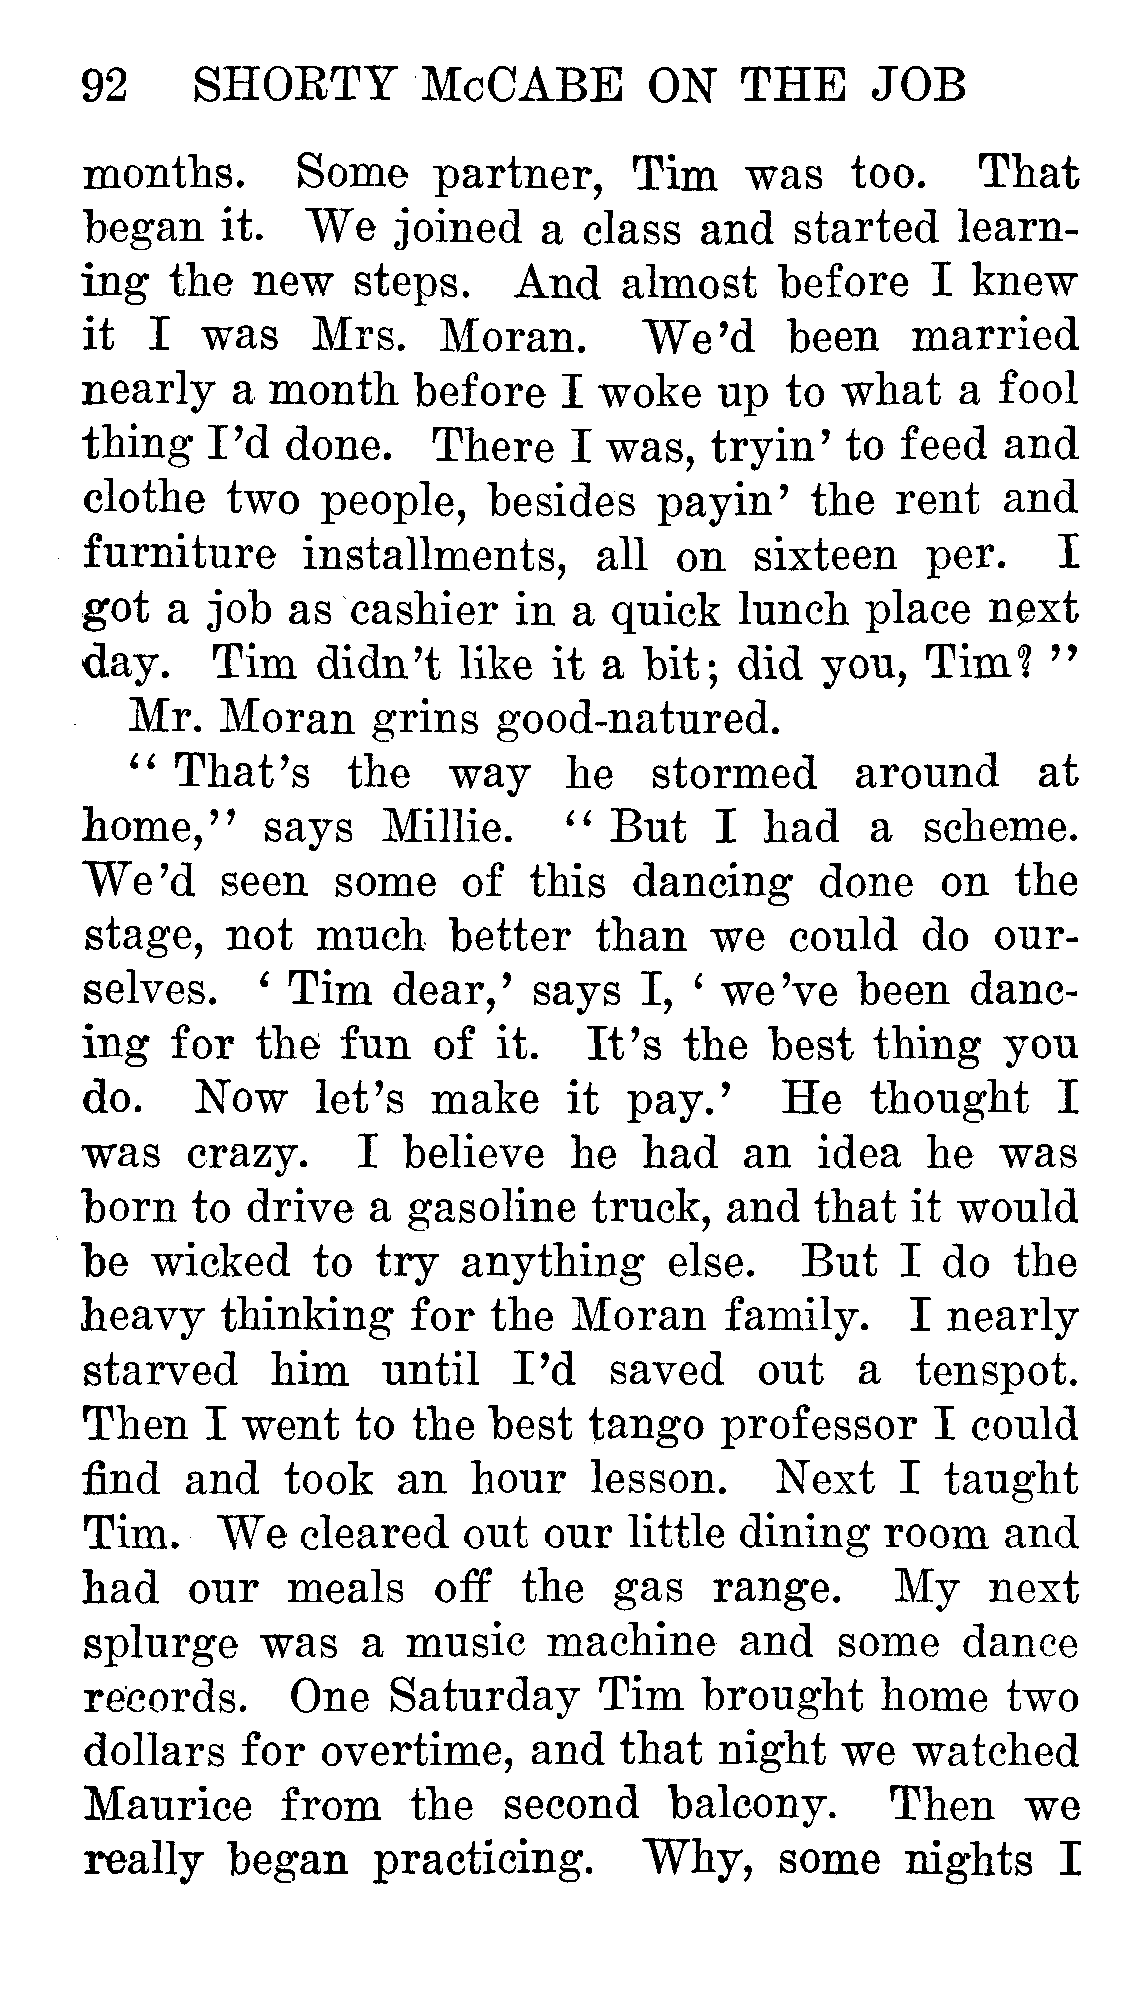 92 SHORTY McCABE ON THE JOB
months. Some partner, Tim was too. That
began it. We joined a class and started learn-
ing the new steps. And almost before I knew
it I was Mrs. Moran. We'd been married
nearly a month before I woke up to what a fool
thing I'd done. There I was, tryin' to feed and
clothe two people, besides payin' the rent and
furniture installments, all on sixteen per. I
got a job as cashier in a quick lunch place next
day. Tim didn't like it a bit; did you, Tim?"
Mr. Moran grins good-natured.
"That's the way he stormed around at
home," says Millie. "But I had a scheme.
We'd seen some of this dancing done on the
stage, not much better than we could do our-
selves. 'Tim dear,' says I, 'we've been danc-
ing for the fun of it. It's the best thing you
do. Now let's make it pay.' He thought I
was crazy. I believe he had an idea he was
born to drive a gasoline truck, and that it would
be wicked to try anything else. But I do the
heavy thinking for the Moran family. I nearly
starved him until I'd saved out a tenspot.
Then I went to the best tango professor I could
find and took an hour lesson. Next I taught
Tim. We cleared out our little dining room and
had our meals off the gas range. My next
splurge was a music machine and some dance
records. One Saturday Tim brought home two
dollars for overtime, and that night we watched
Maurice from the second balcony. Then we
really began practicing. Why, some nights I